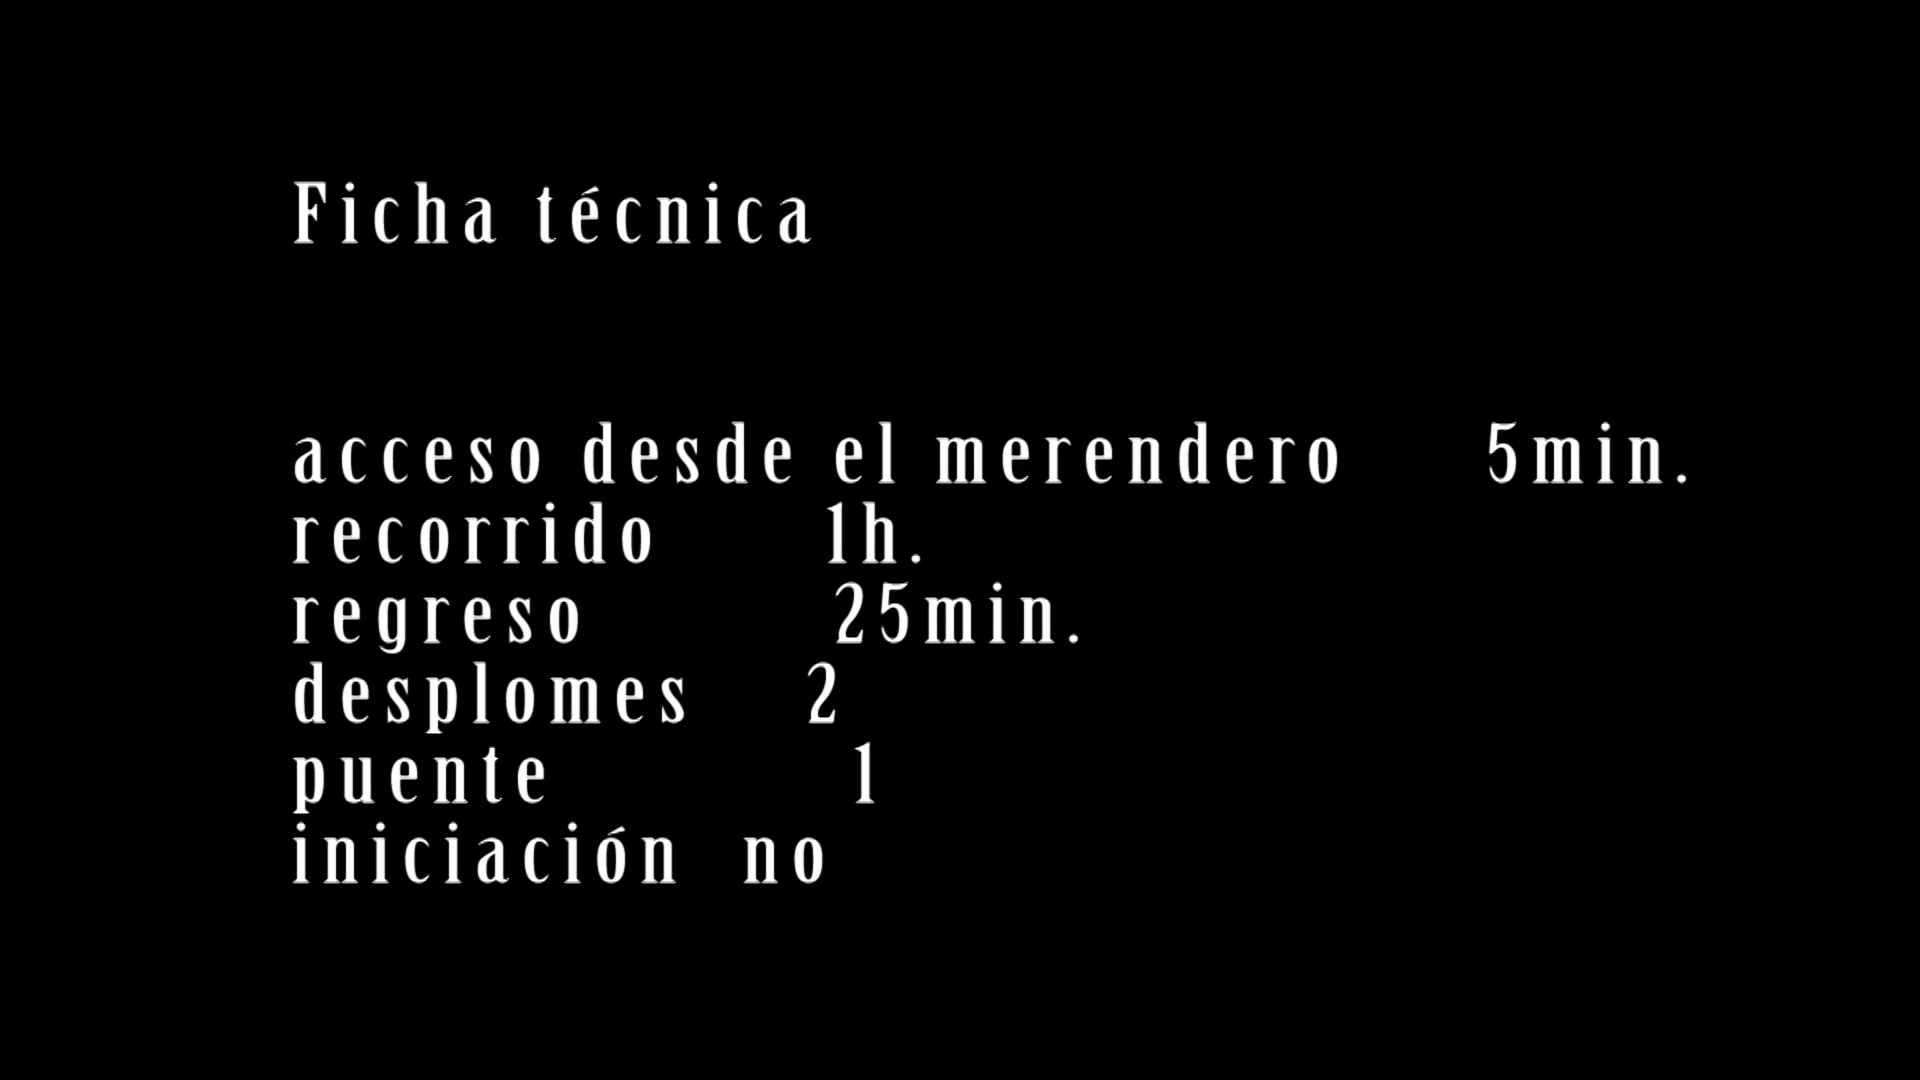 Ficha técnica
acceso desde el merendero 5min.
recorrido 1h.
regreso 25min.
desplomes 2
puente 1
iniciación no